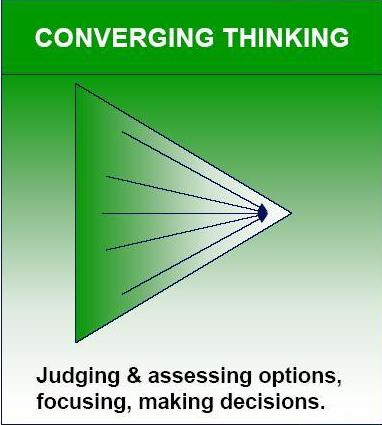 CONVERGING THINKING
Judging & assessing options,
focusing, making decisions.